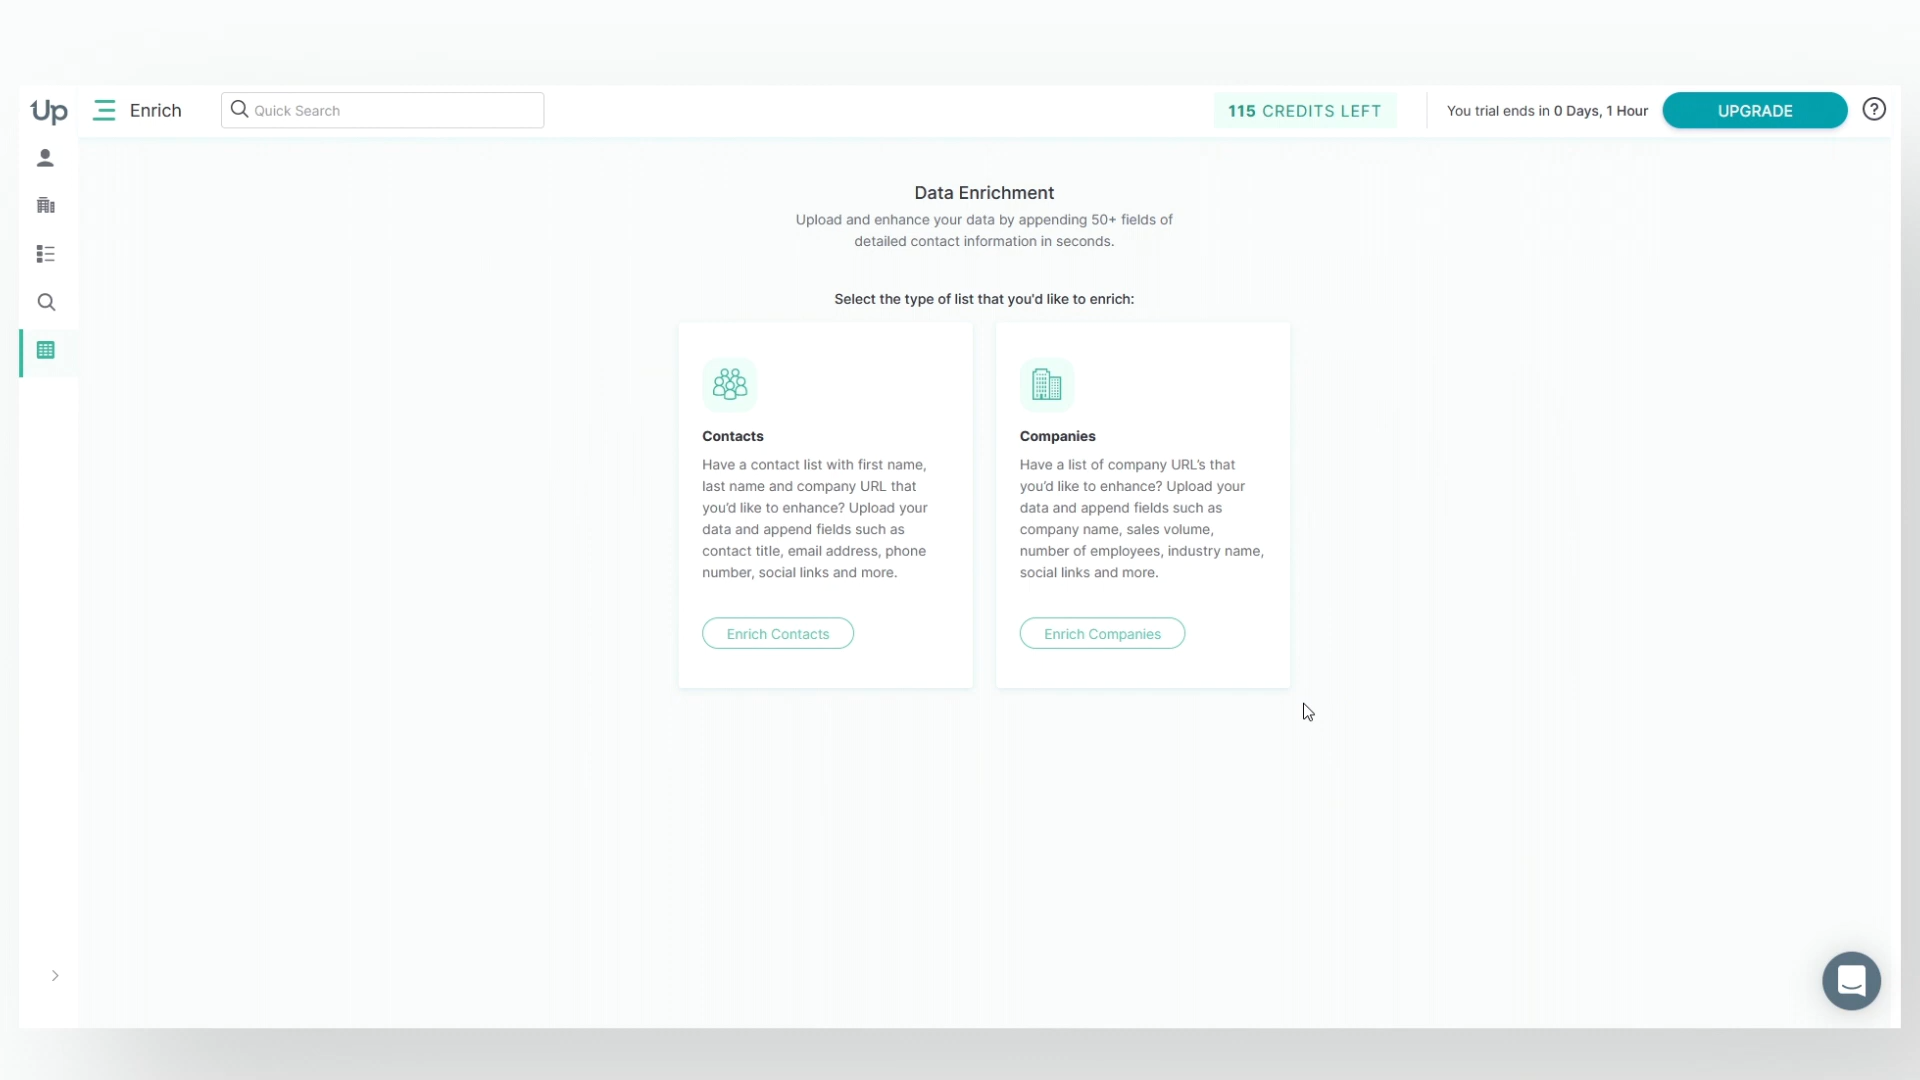 Up
Enrich
Quick Search
115 CREDITS LEFT
You trial ends in 0 Days, 1 Hour
UPGRADE
?
Data Enrichment
Upload and enhance your data by appending 50+ fields of
detailed contact information in seconds.
Select the type of list that you'd like to enrich:
Contacts
Have a contact list with first name,
last name and company URL that
you'd like to enhance? Upload your
data and append fields such as
contact title, email address, phone
number, social links and more.
Enrich Contacts
Companies
Have a list of company URL's that
you'd like to enhance? Upload your
data and append fields such as
company name, sales volume,
number of employees, industry name,
social links and more.
Enrich Companies